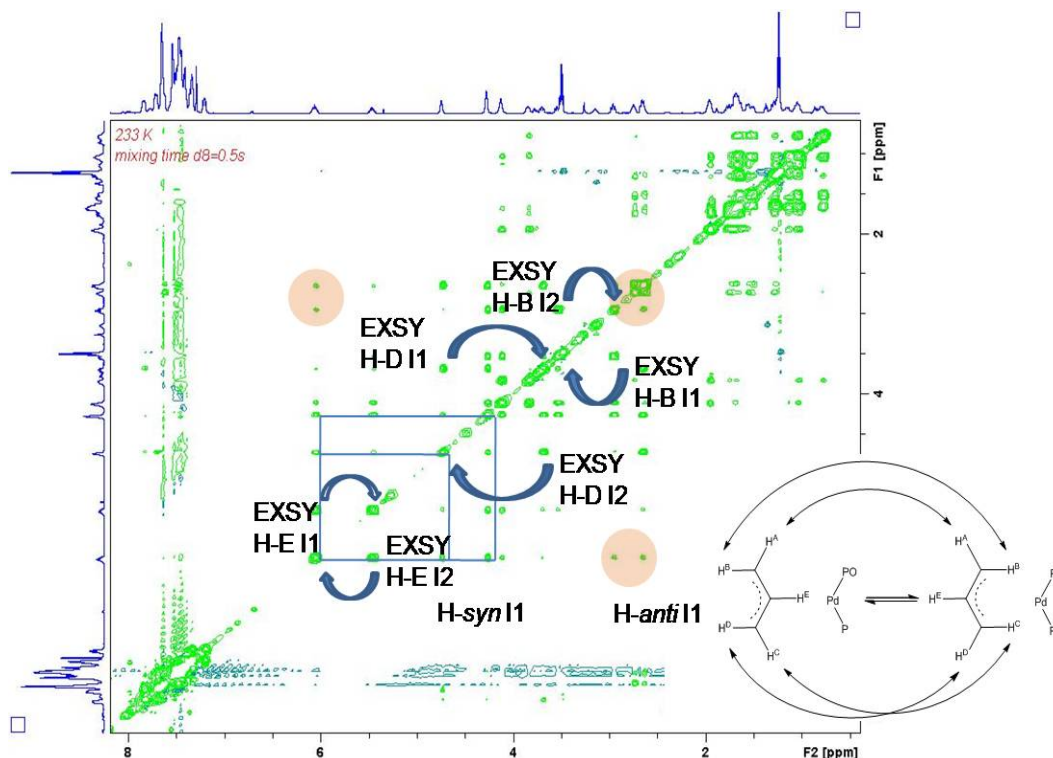 233 K
mixing time d8=0.5s
F1 [ppm]
2
4
EXSY
H-B I2
EXSY
H-D I1
EXSY
H-B I1
EXSY
H-D I2
EXSY
H-E I1
EXSY
H-E I2
H-syn I1
H-anti I1
H^A
H^B
H^E
H^D
H^C
PO
Pd
P
H^A
H^B
H^E
H^C
H^D
Pd
8
6
4
2
F2 [ppm]